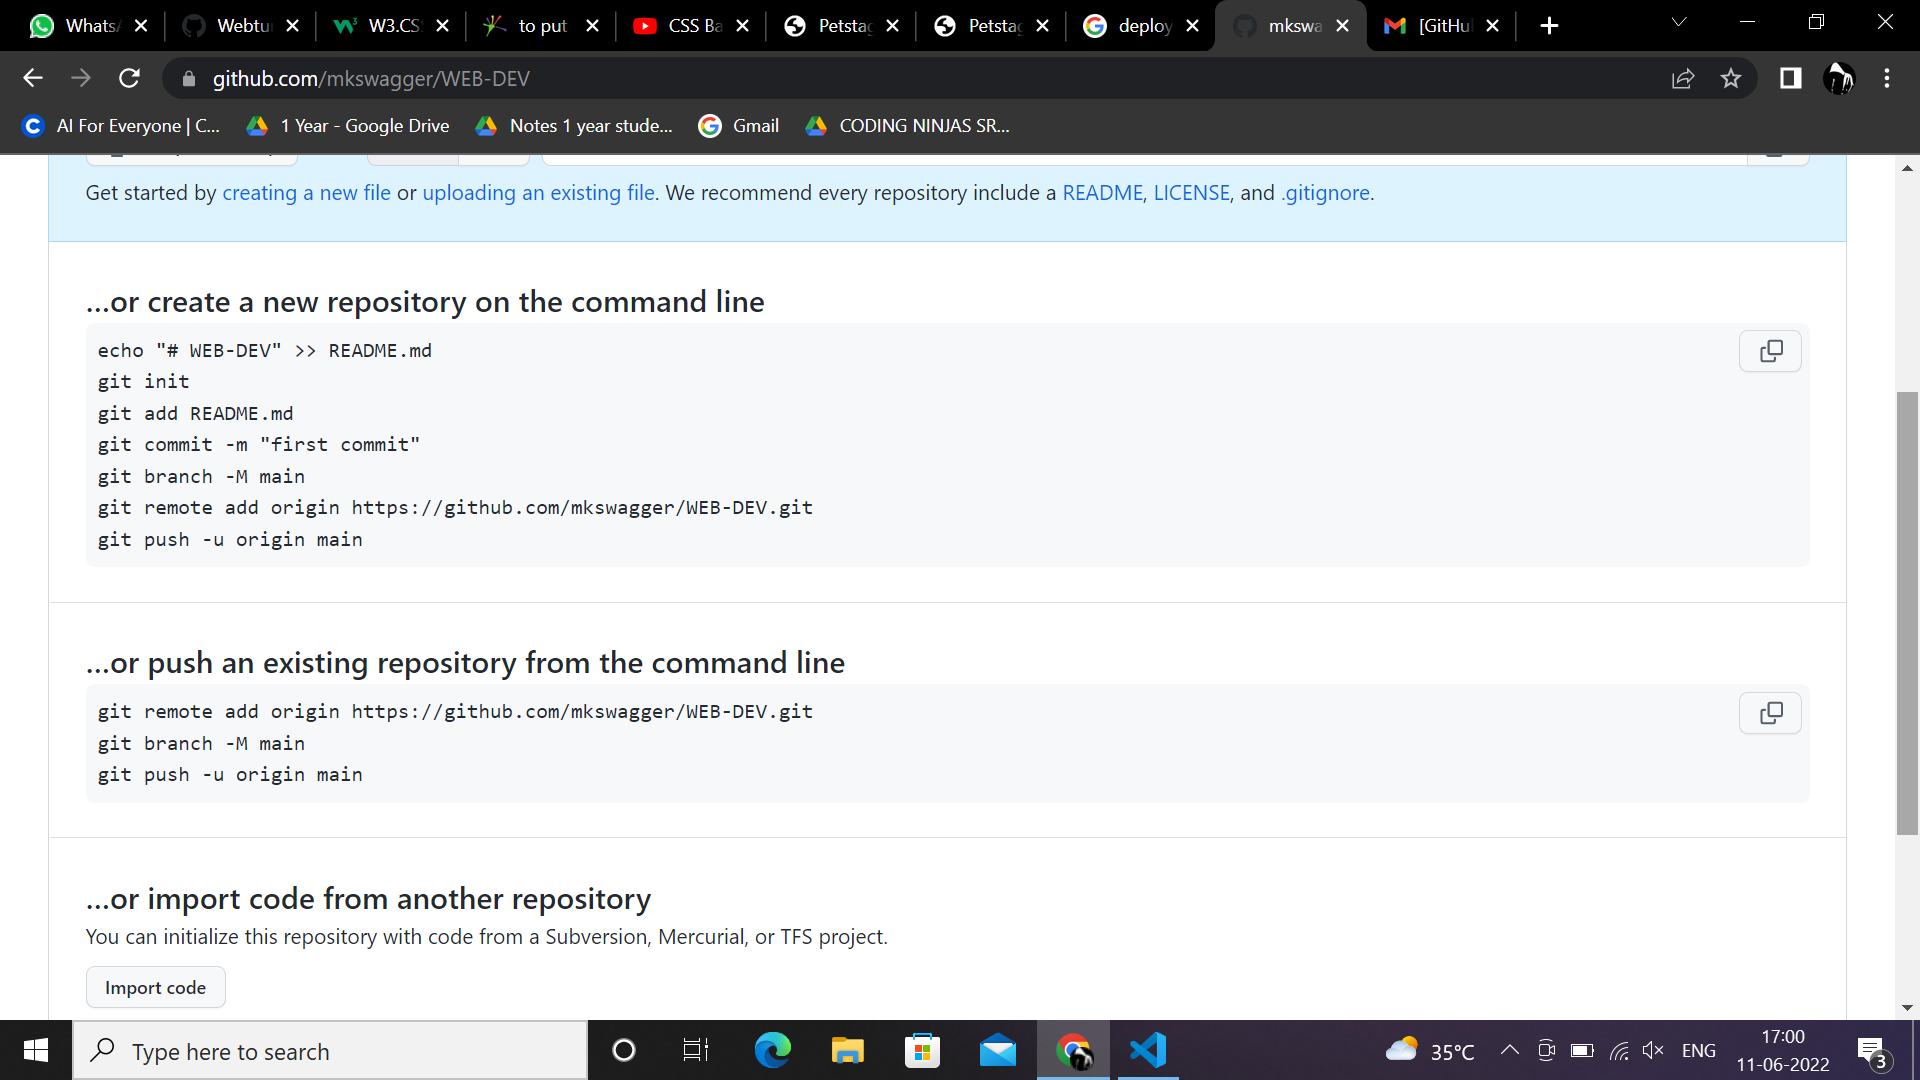 WhatsA
Webtu
W3.CS
to put
CSS Ba
Petstag
Petstag
deploy
mkswa
[GitHu
github.com/mkswagger/WEB-DEV
AI For Everyone | C...
1 Year - Google Drive
Notes 1 year stude...
Gmail
CODING NINJAS SR...
Get started by creating a new file or uploading an existing file. We recommend every repository include a README, LICENSE, and .gitignore.
...or create a new repository on the command line
echo "# WEB-DEV" >> README.md
git init
git add README.md
git commit -m "first commit"
git branch -M main
git remote add origin https://github.com/mkswagger/WEB-DEV.git
git push -u origin main
...or push an existing repository from the command line
git remote add origin https://github.com/mkswagger/WEB-DEV.git
git branch -M main
git push -u origin main
...or import code from another repository
You can initialize this repository with code from a Subversion, Mercurial, or TFS project.
Import code
Type here to search
35°C
ENG
17:00
11-06-2022
3